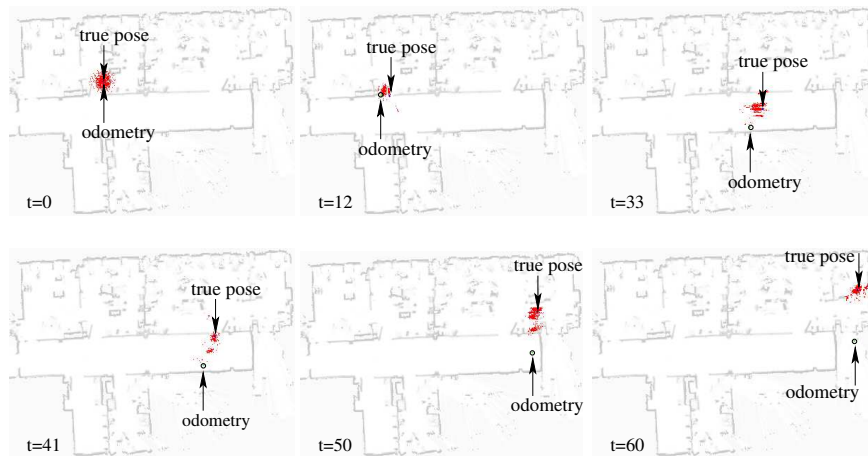 true pose
odometry
t=0
true pose
odometry
t=12
true pose
odometry
t=33
true pose
odometry
t=41
true pose
odometry
t=50
true pose
odometry
t=60